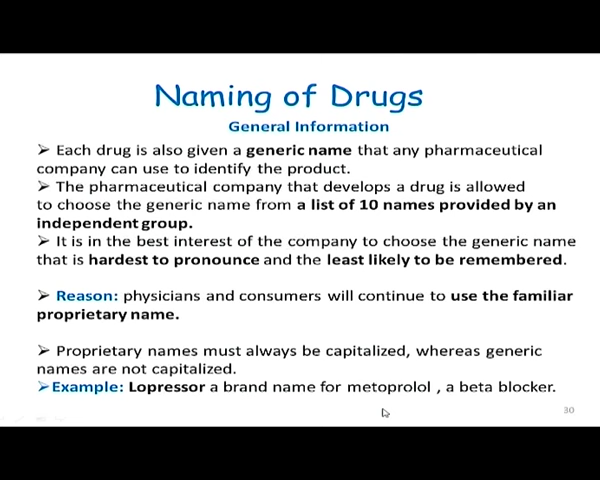 Naming of Drugs
General Information
➢ Each drug is also given a generic name that any pharmaceutical
company can use to identify the product.
➢ The pharmaceutical company that develops a drug is allowed
to choose the generic name from a list of 10 names provided by an
independent group.
➢ It is in the best interest of the company to choose the generic name
that is hardest to pronounce and the least likely to be remembered.
➢ Reason: physicians and consumers will continue to use the familiar
proprietary name.
➢ Proprietary names must always be capitalized, whereas generic
names are not capitalized.
➢Example: Lopressor a brand name for metoprolol , a beta blocker.
30